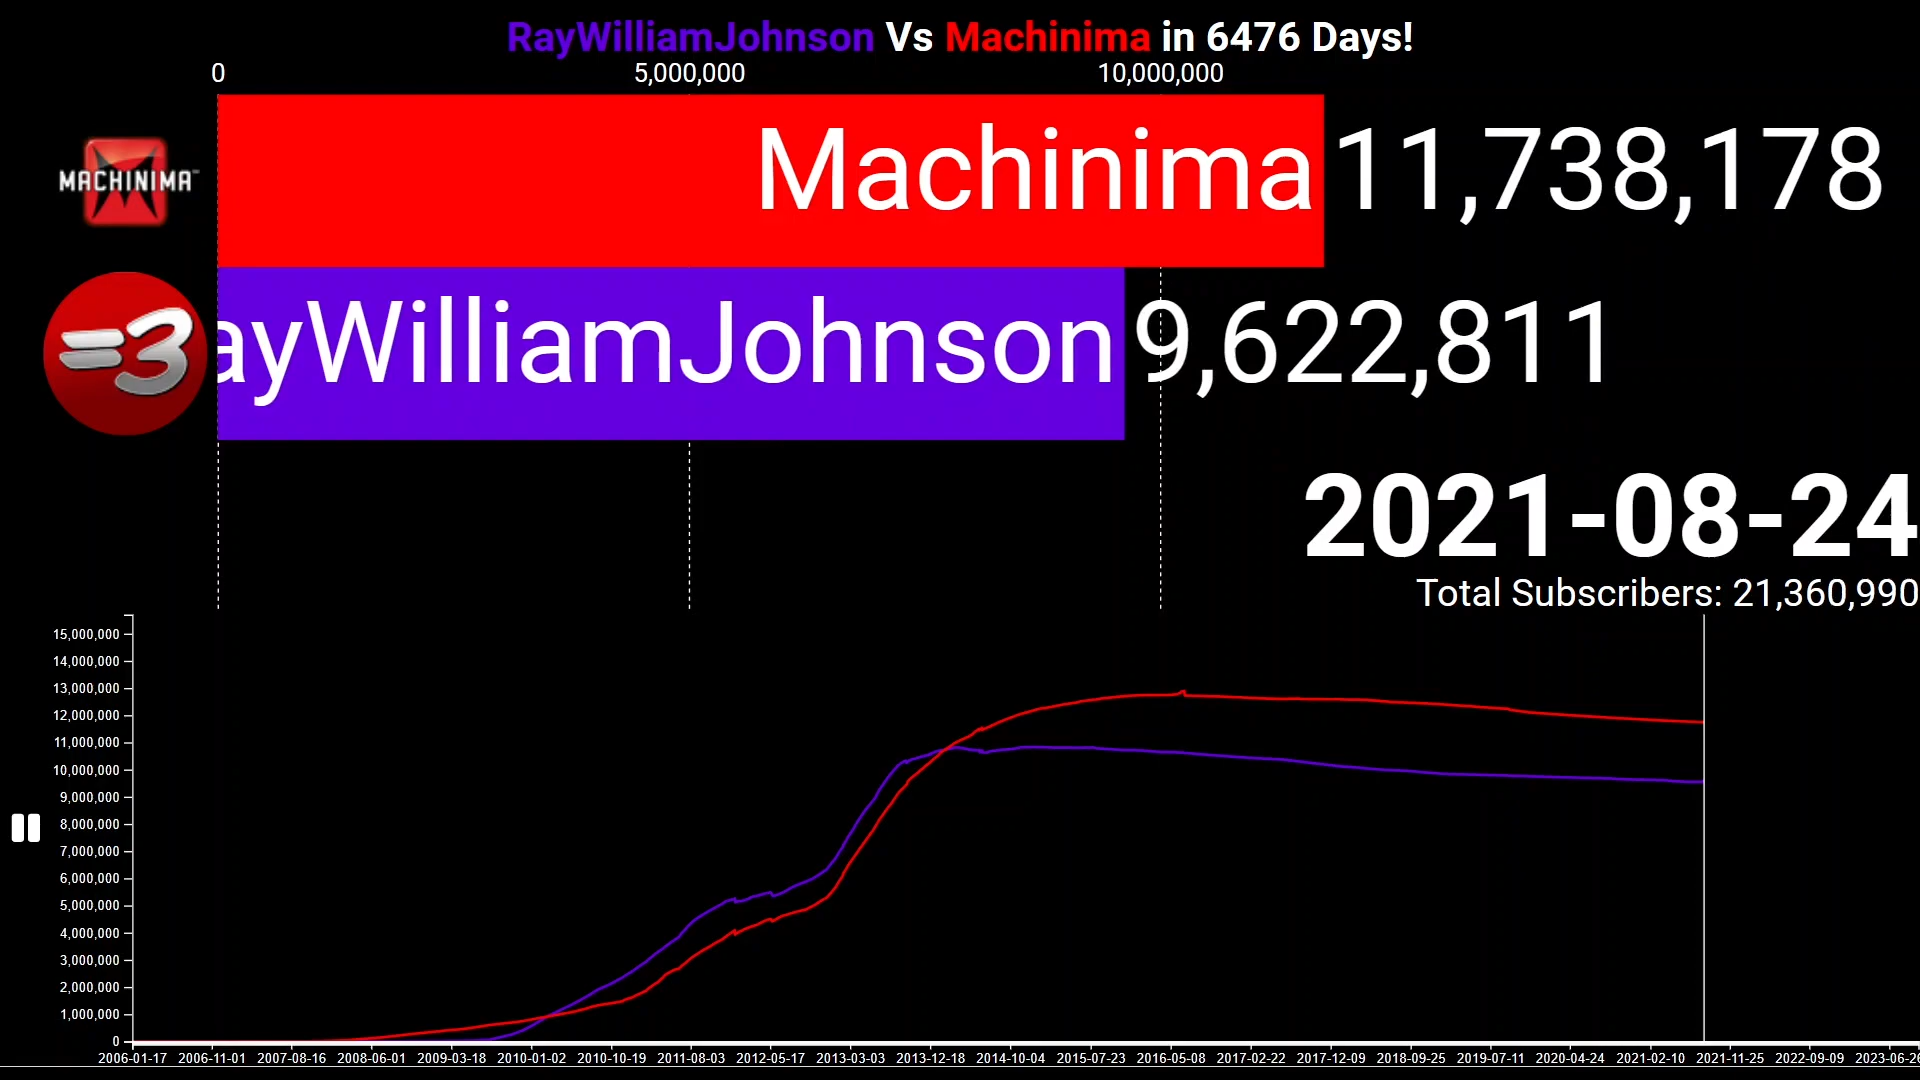 RayWilliamJohnson Vs Machinima in 6476 Days!
0 5,000,000 10,000,000
MACHINIMA
Machinima 11,738,178
=3
ayWilliamJohnson 9,622,811
2021-08-24
Total Subscribers: 21,360,990
15,000,000
14,000,000
13,000,000
12,000,000
11,000,000
10,000,000
9,000,000
8,000,000
7,000,000
6,000,000
5,000,000
4,000,000
3,000,000
2,000,000
1,000,000
0
2006-01-17 2006-11-01 2007-08-16 2008-06-01 2009-03-18 2010-01-02 2010-10-19 2011-08-03 2012-05-17 2013-03-03 2013-12-18 2014-10-04 2015-07-23 2016-05-08 2017-02-22 2017-12-09 2018-09-25 2019-07-11 2020-04-24 2021-02-10 2021-11-25 2022-09-09 2023-06-26